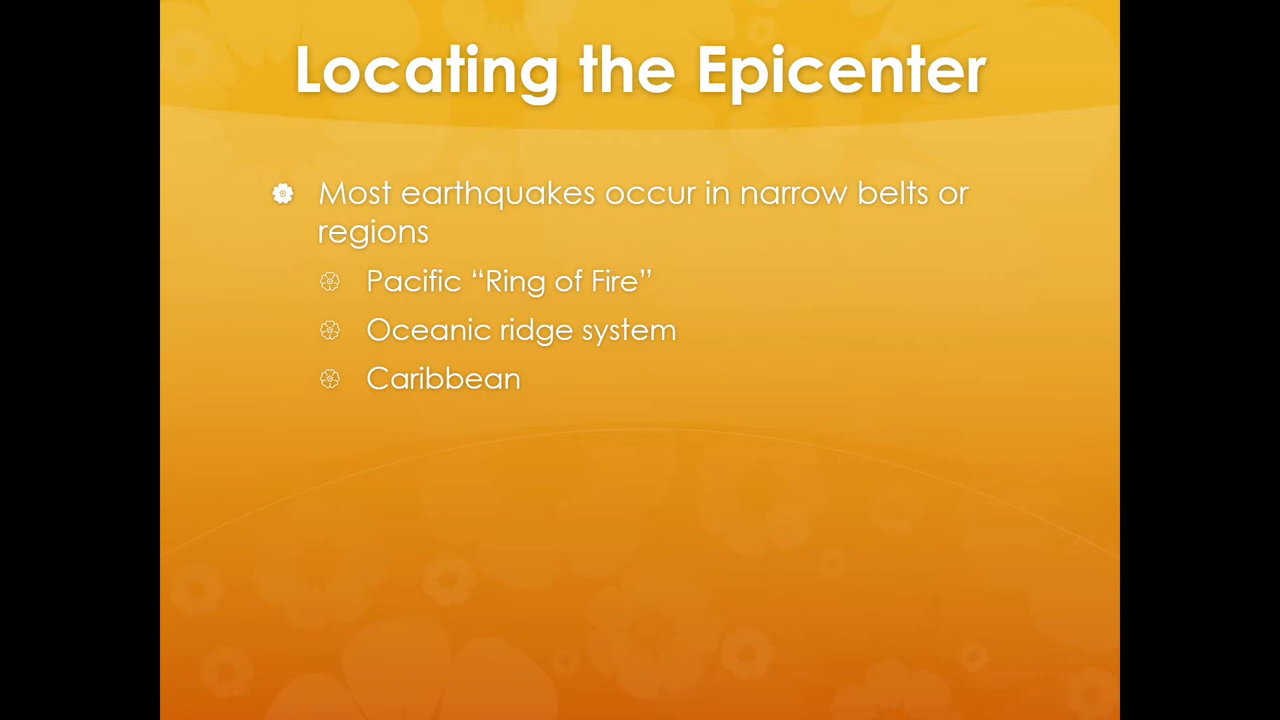 Locating the Epicenter
Most earthquakes occur in narrow belts or
regions
Pacific “Ring of Fire”
Oceanic ridge system
Caribbean